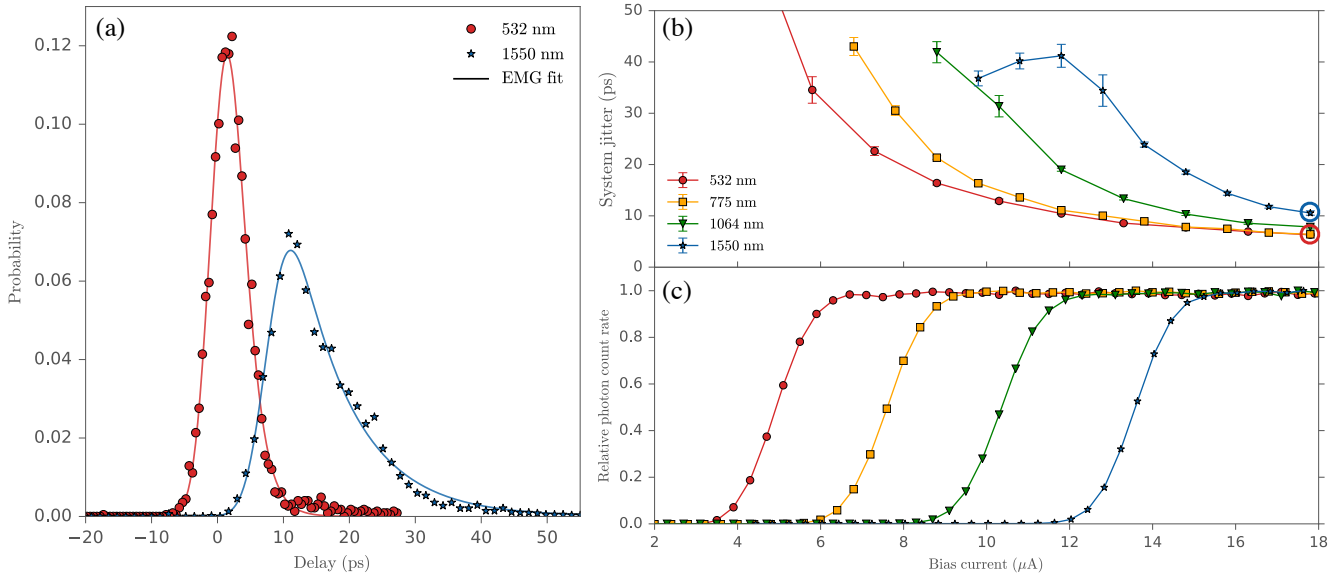 (a)
532 nm
1550 nm
EMG fit
Probability
0.12
0.10
0.08
0.06
0.04
0.02
0.00
−20 −10 0 10 20 30 40 50
Delay (ps)
(b)
System jitter (ps)
50
40
30
20
10
0
532 nm
775 nm
1064 nm
1550 nm
(c)
Relative photon count rate
1.0
0.8
0.6
0.4
0.2
0.0
2 4 6 8 10 12 14 16 18
Bias current (μA)